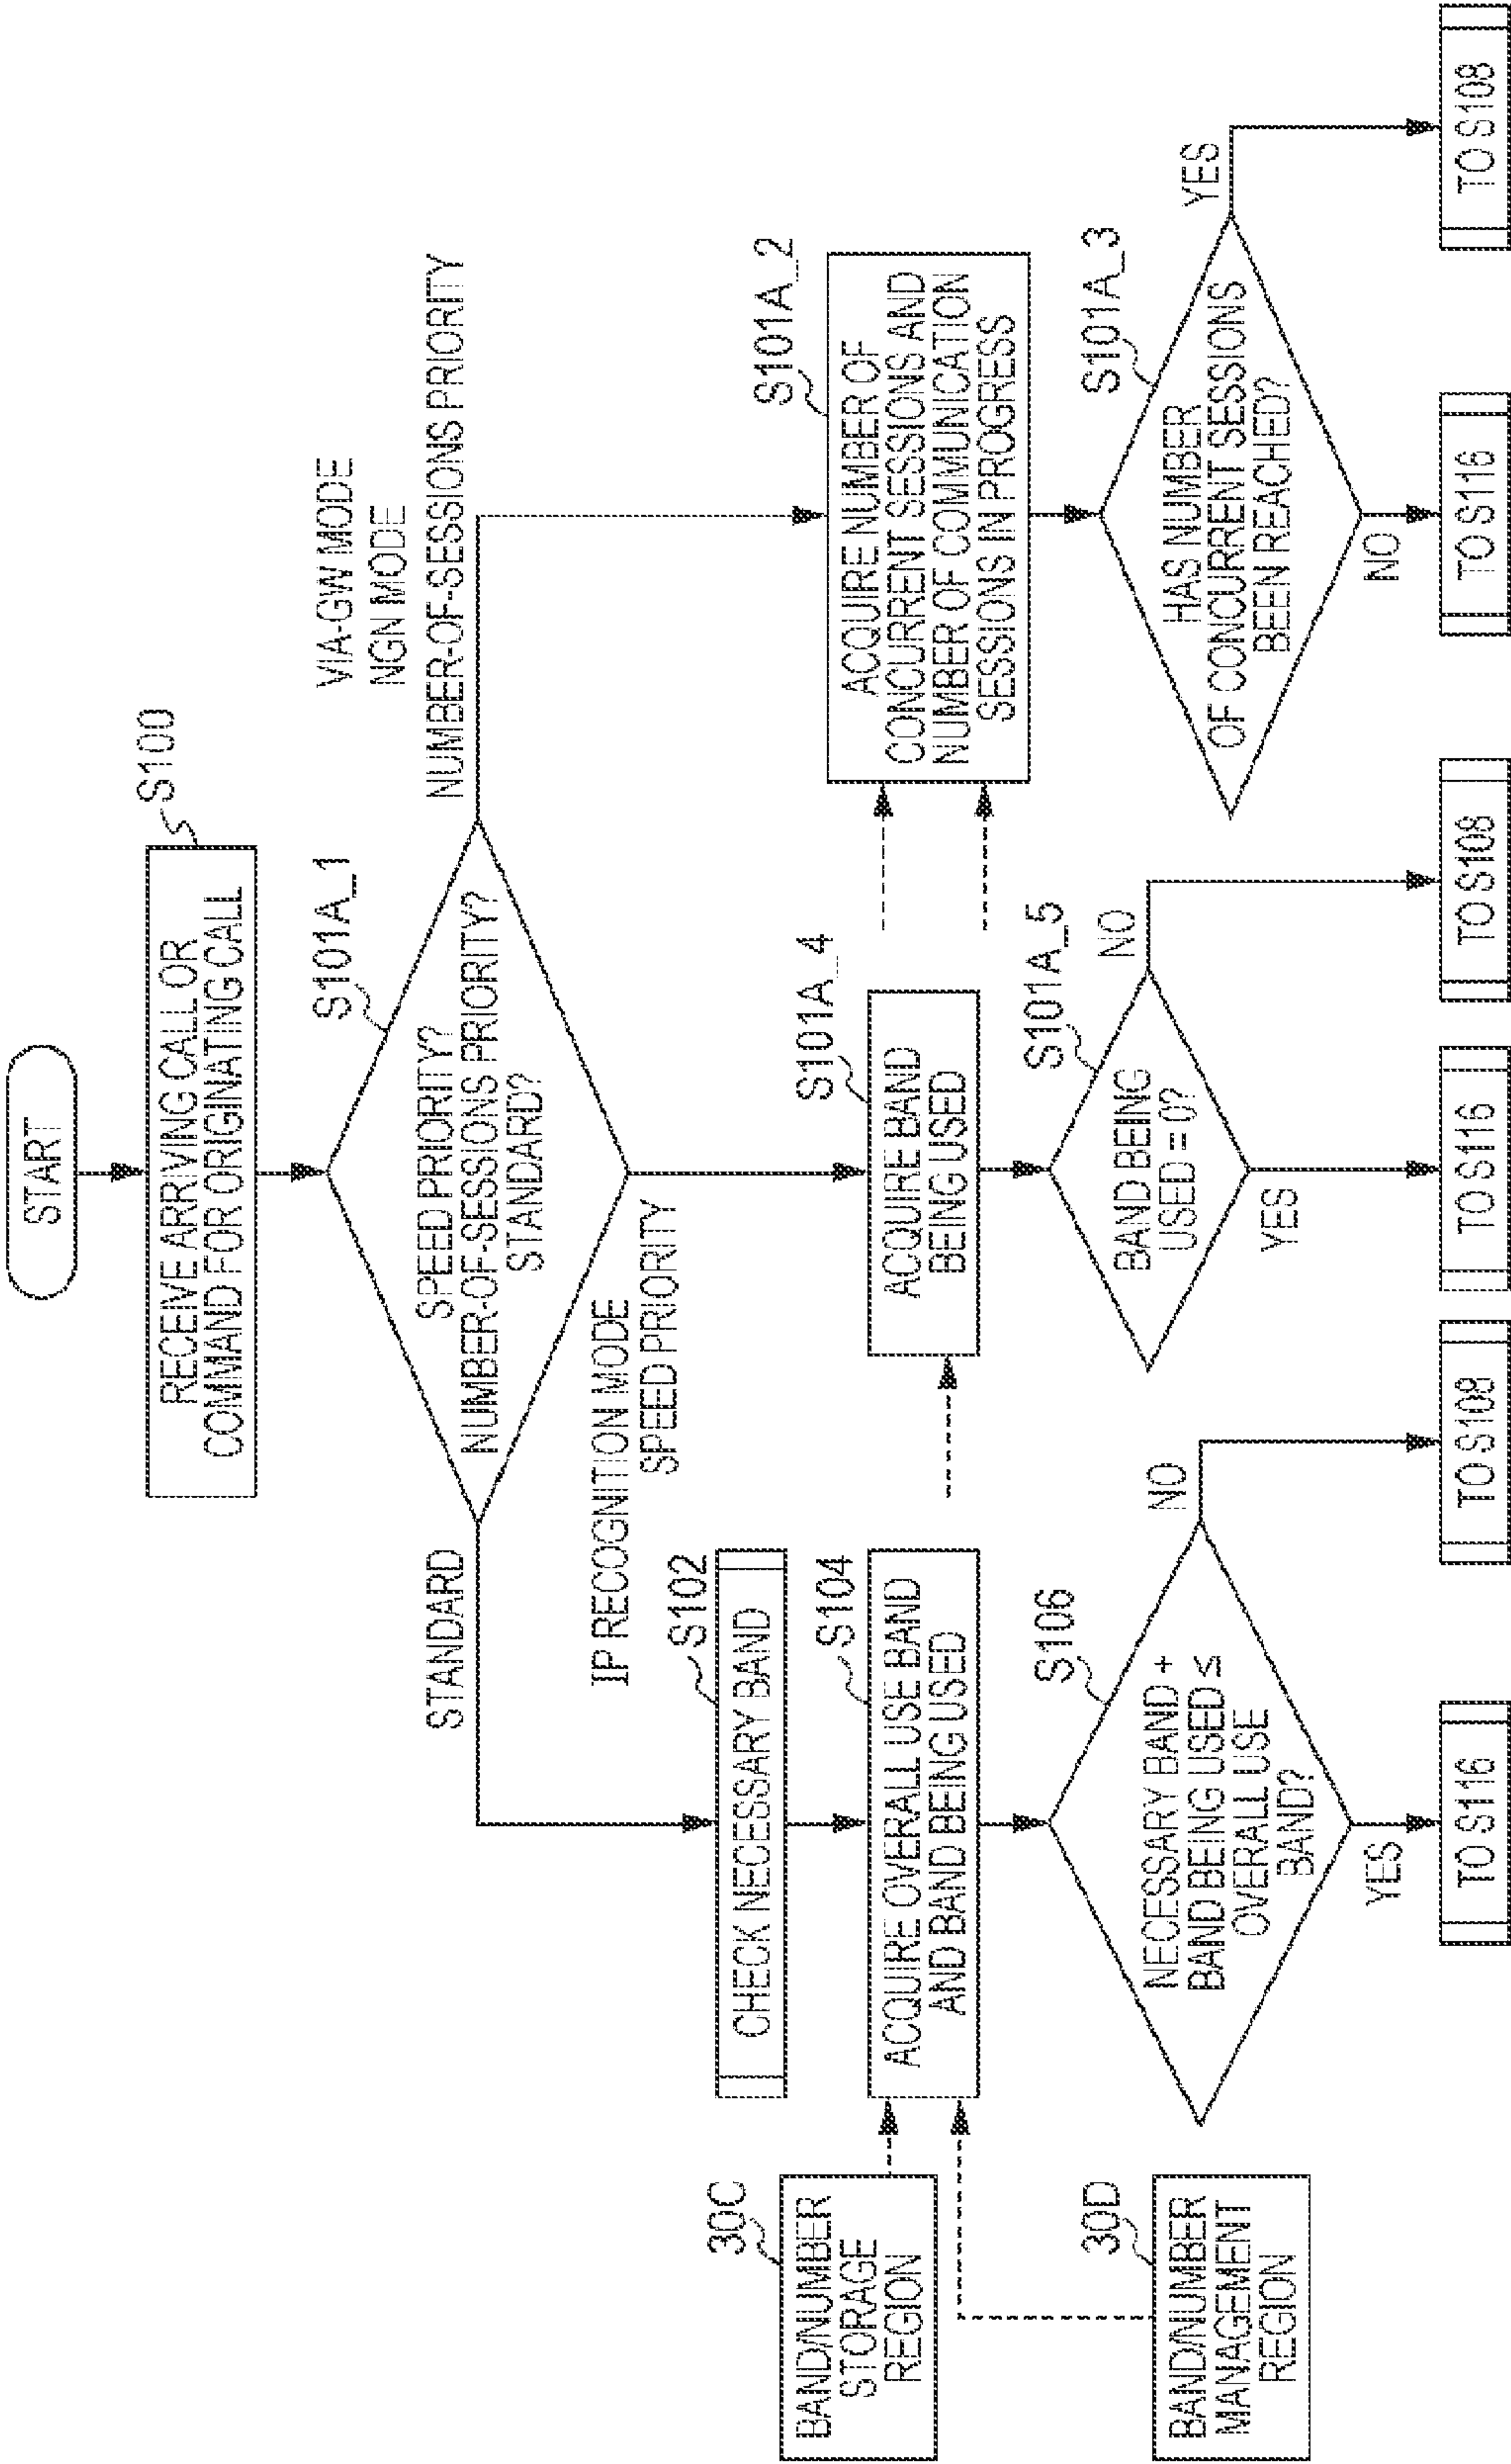 START
RECEIVE ARRIVING CALL OR
COMMAND FOR ORIGINATING CALL
S100
SPEED PRIORITY?
NUMBER-OF-SESSIONS PRIORITY?
STANDARD?
S101A_1
STANDARD
IP RECOGNITION MODE
SPEED PRIORITY
VIA-GW MODE
NGN MODE
NUMBER-OF-SESSIONS PRIORITY
CHECK NECESSARY BAND
S102
30C
BAND/NUMBER
STORAGE
REGION
ACQUIRE OVERALL USE BAND
AND BAND BEING USED
S104
30D
BAND/NUMBER
MANAGEMENT
REGION
NECESSARY BAND +
BAND BEING USED ≤
OVERALL USE
BAND?
S106
YES
NO
TO S116
TO S108
ACQUIRE BAND
BEING USED
S101A_4
BAND BEING
USED = 0?
S101A_5
YES
NO
TO S116
TO S108
ACQUIRE NUMBER OF
CONCURRENT SESSIONS AND
NUMBER OF COMMUNICATION
SESSIONS IN PROGRESS
S101A_2
HAS NUMBER
OF CONCURRENT SESSIONS
BEEN REACHED?
S101A_3
NO
YES
TO S116
TO S108